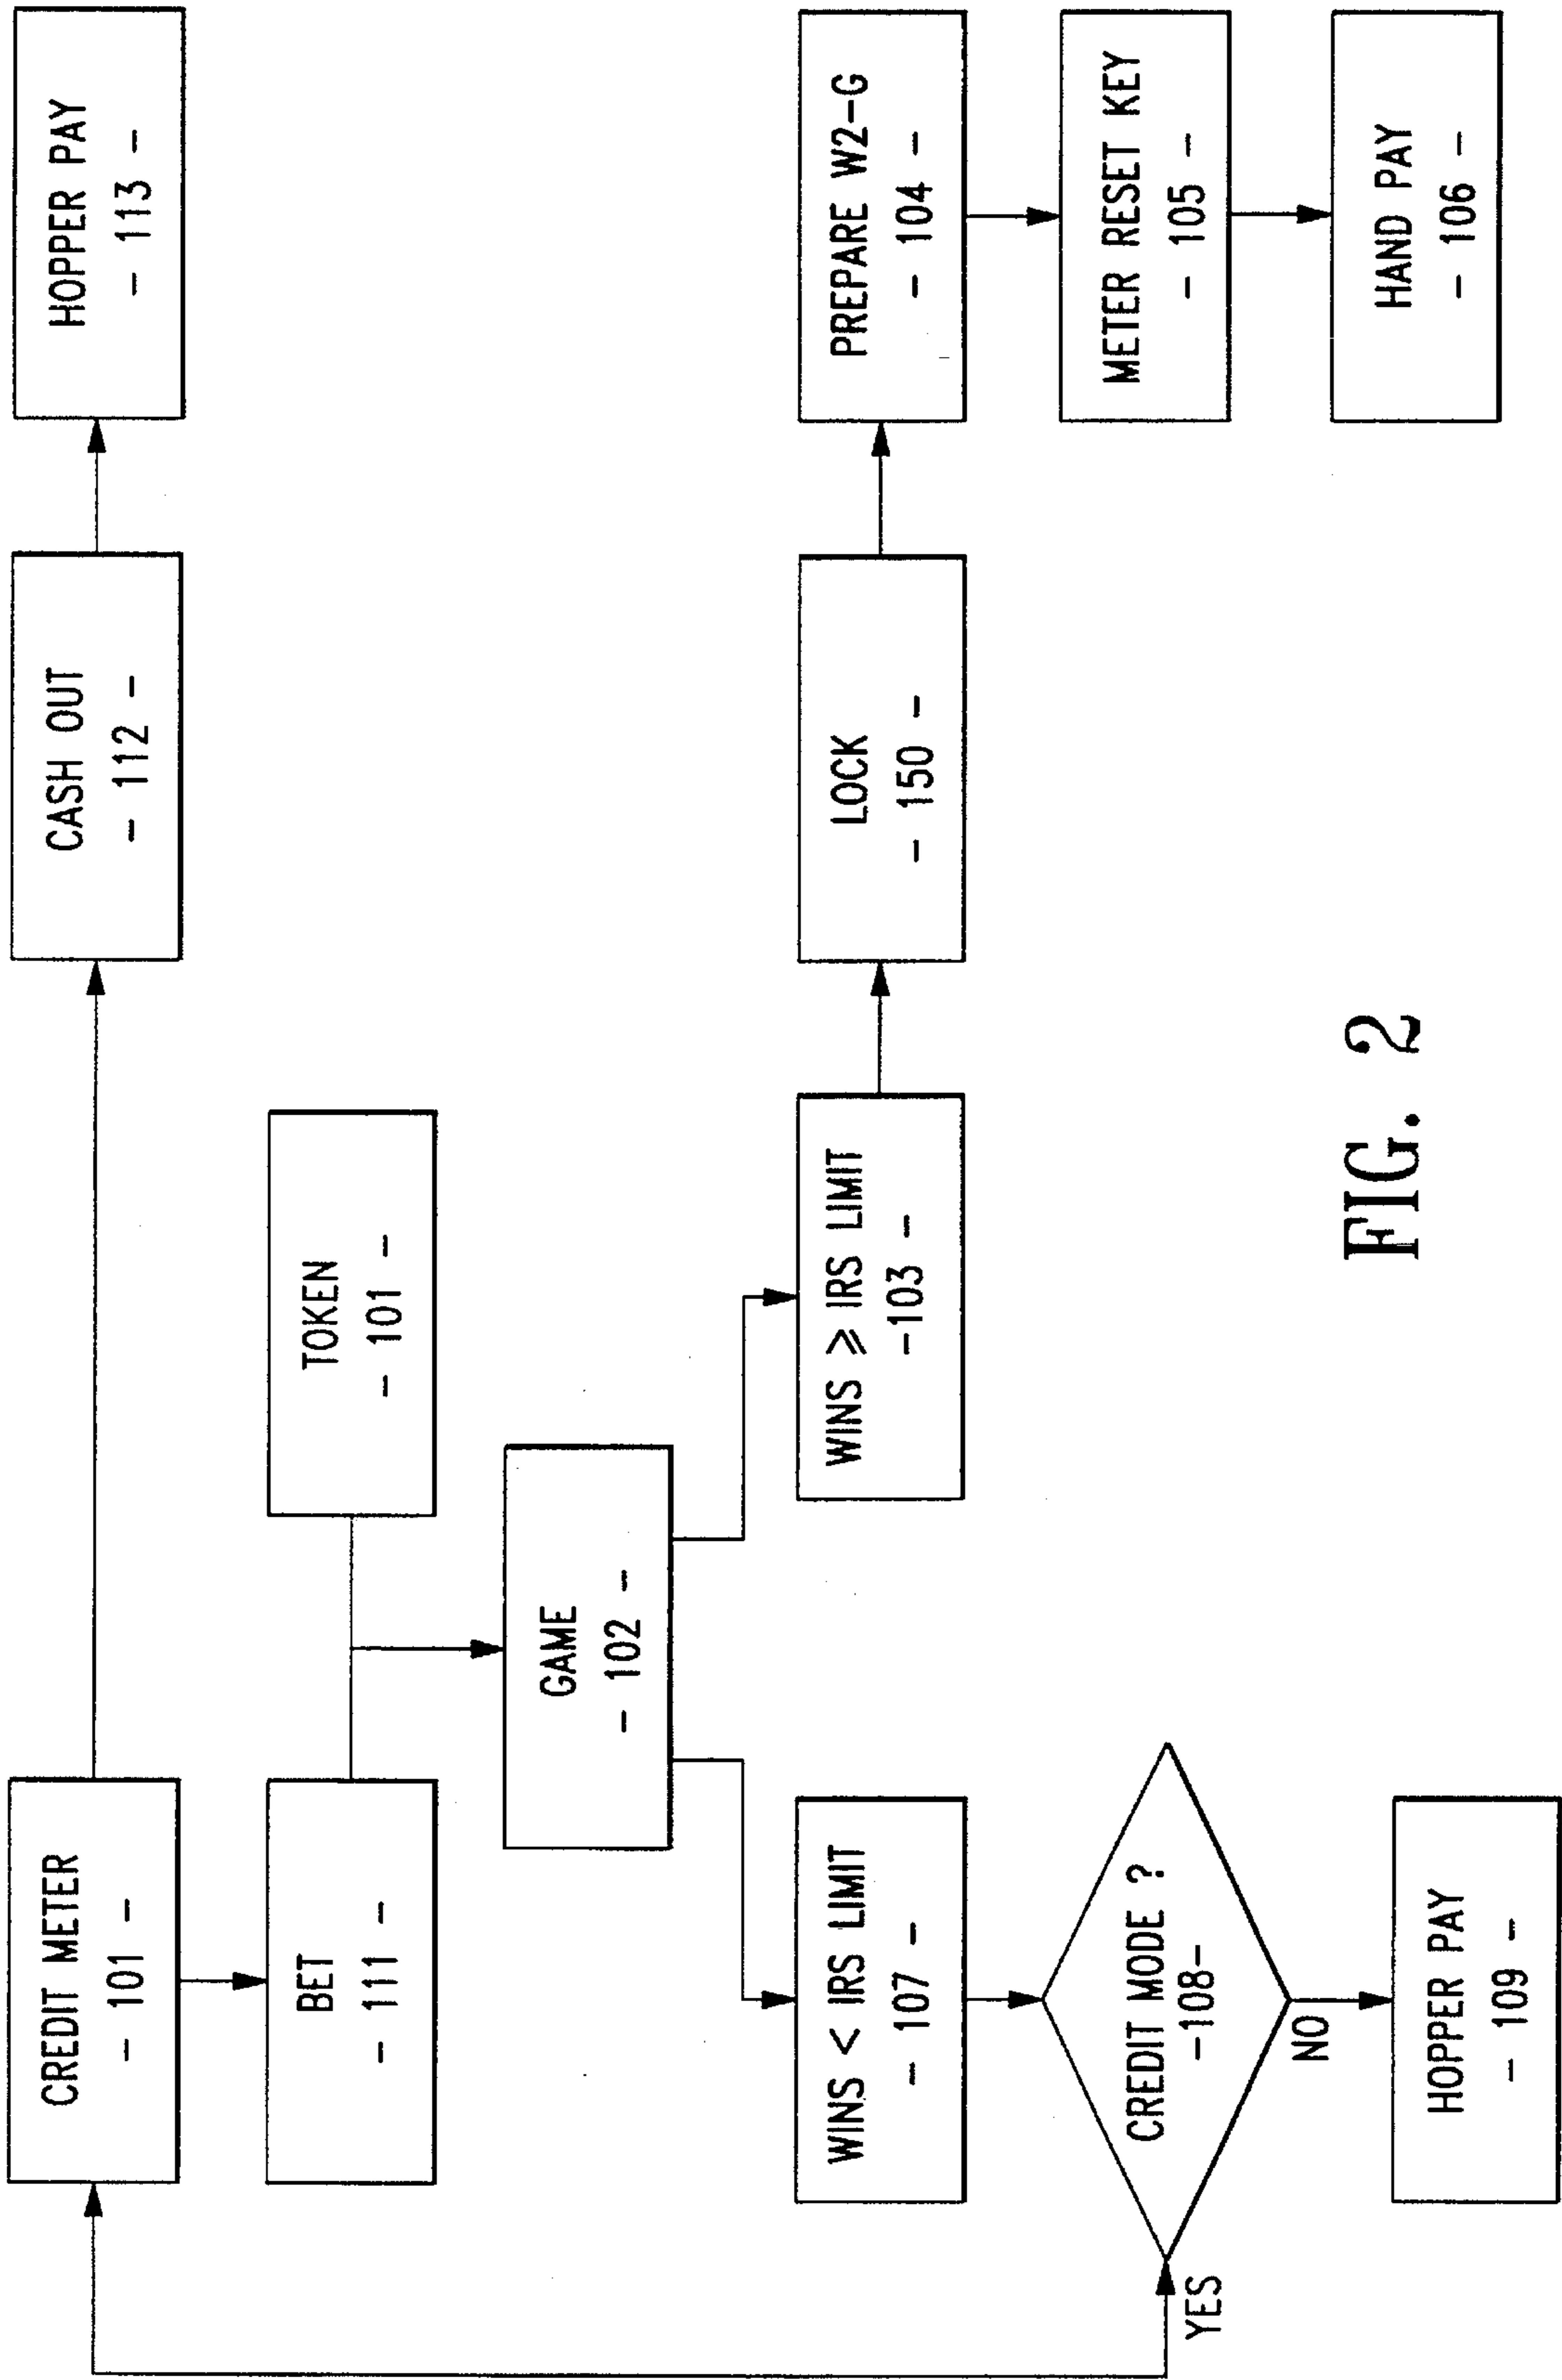 CREDIT METER
- 101 -
CASH OUT
- 112 -
HOPPER PAY
- 113 -
BET
- 111 -
TOKEN
- 101 -
GAME
- 102 -
WINS < IRS LIMIT
- 107 -
WINS ⩾ IRS LIMIT
-103 -
LOCK
- 150 -
PREPARE W2-G
- 104 -
METER RESET KEY
- 105 -
HAND PAY
- 106 -
CREDIT MODE ?
-108-
YES
NO
HOPPER PAY
- 109 -
FIG. 2